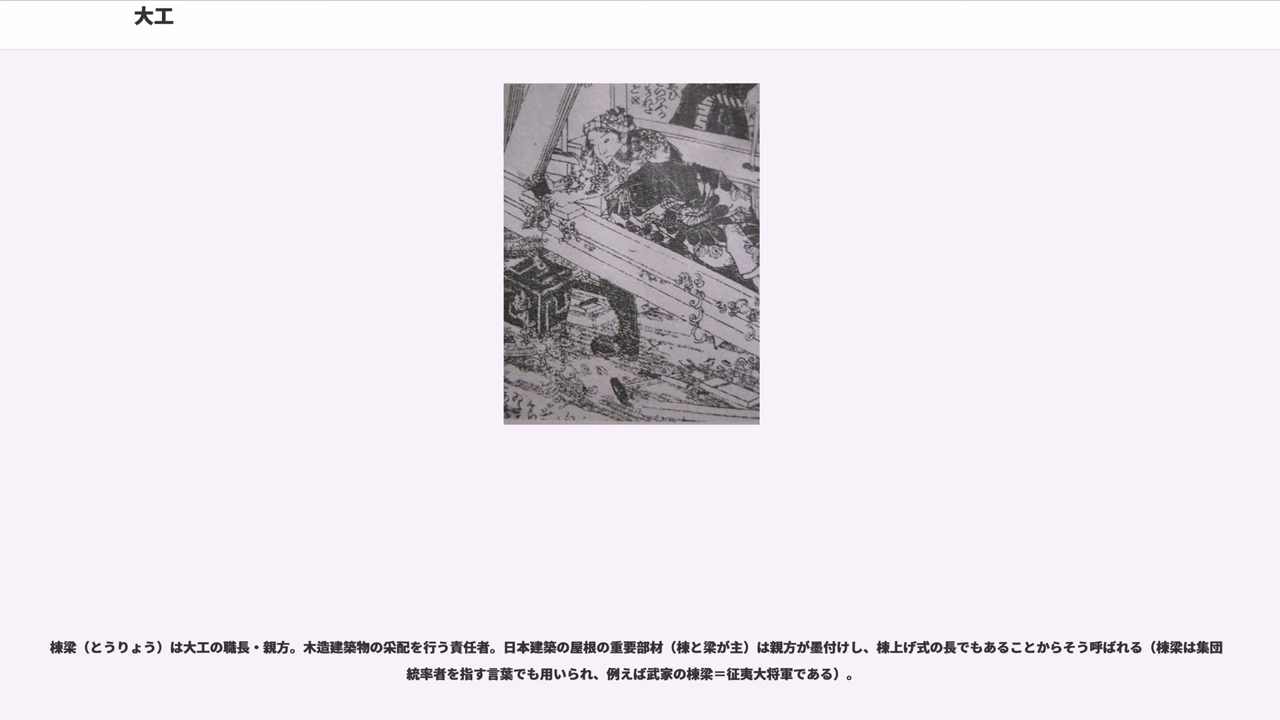 大工
棟梁（とうりょう）は大工の職長・親方。木造建築物の采配を行う責任者。日本建築の屋根の重要部材（棟と梁が主）は親方が墨付けし、棟上げ式の長でもあることからそう呼ばれる（棟梁は集団
統率者を指す言葉でも用いられ、例えば武家の棟梁＝征夷大将軍である）。